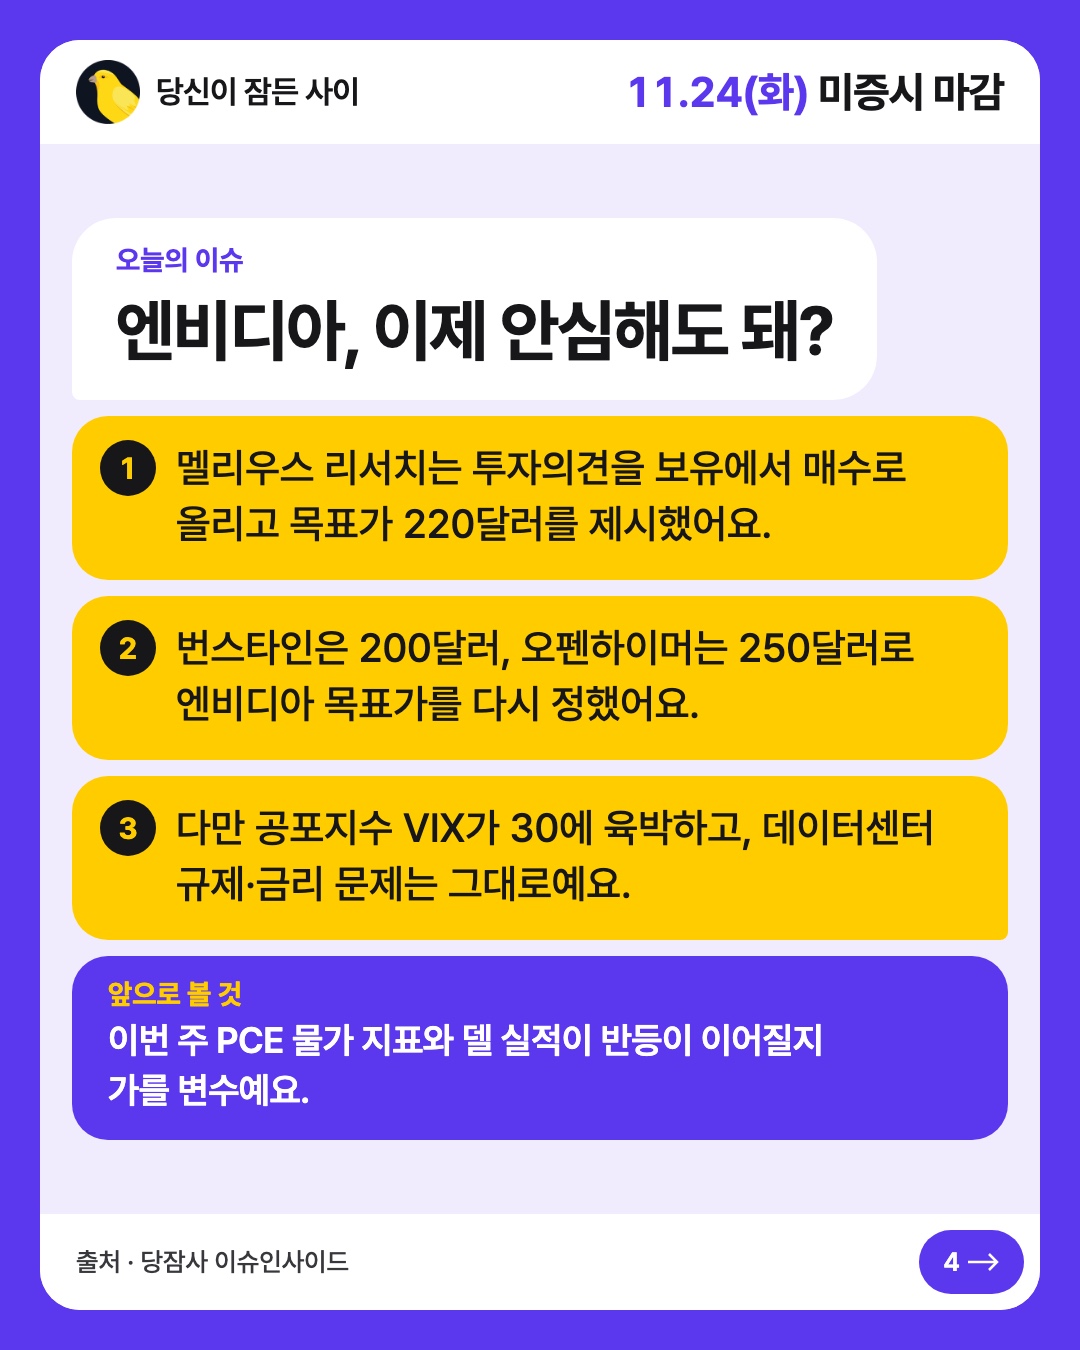 당신이 잠든 사이
11.24(화) 미증시 마감
오늘의 이슈
엔비디아, 이제 안심해도 돼?
1 멜리우스 리서치는 투자의견을 보유에서 매수로
올리고 목표가 220달러를 제시했어요.
2 번스타인은 200달러, 오펜하이머는 250달러로
엔비디아 목표가를 다시 정했어요.
3 다만 공포지수 VIX가 30에 육박하고, 데이터센터
규제·금리 문제는 그대로예요.
앞으로 볼 것
이번 주 PCE 물가 지표와 델 실적이 반등이 이어질지
가를 변수예요.
출처 · 당잠사 이슈인사이드
4 →